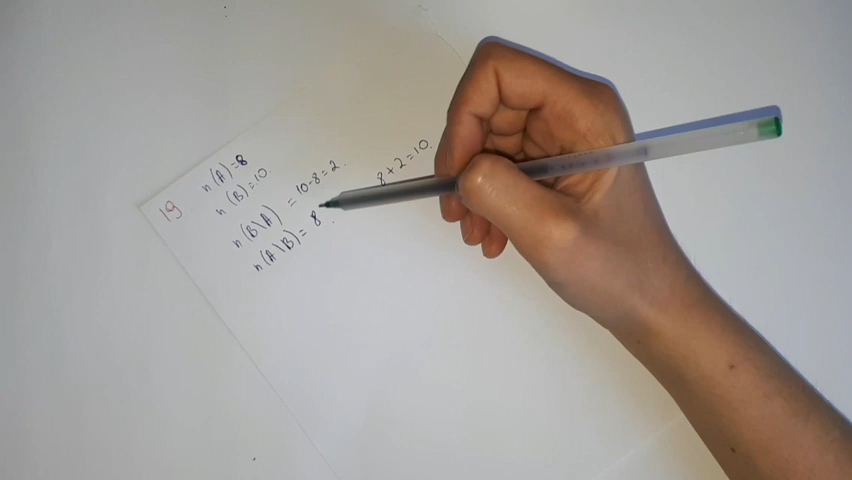 19
n(A)=8
n(B)=10.
n(B\A) = 10-8=2.
n(A\B)= 8.
8+2=10.